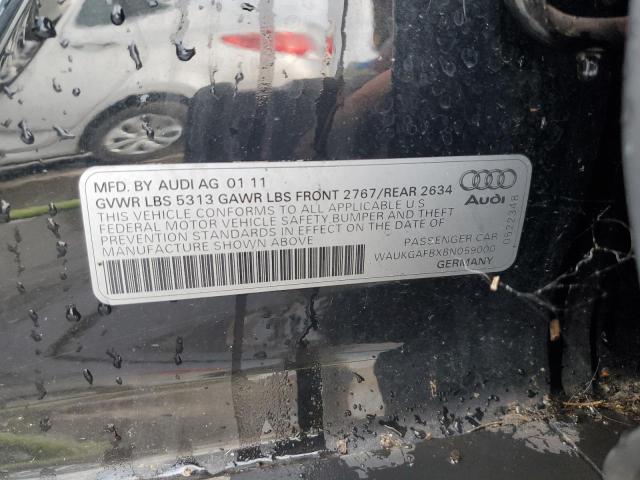 MFD. BY AUDI AG 01 11
GVWR LBS 5313 GAWR LBS FRONT 2767/REAR 2634
THIS VEHICLE CONFORMS TO ALL APPLICABLE U S
FEDERAL MOTOR VEHICLE SAFETY BUMPER AND THEFT
PREVENTION STANDARDS IN EFFECT ON THE DATE OF
MANUFACTURE SHOWN ABOVE
Audi
0522348
PASSENGER CAR
WAUKGAFBX8N059000
GERMANY